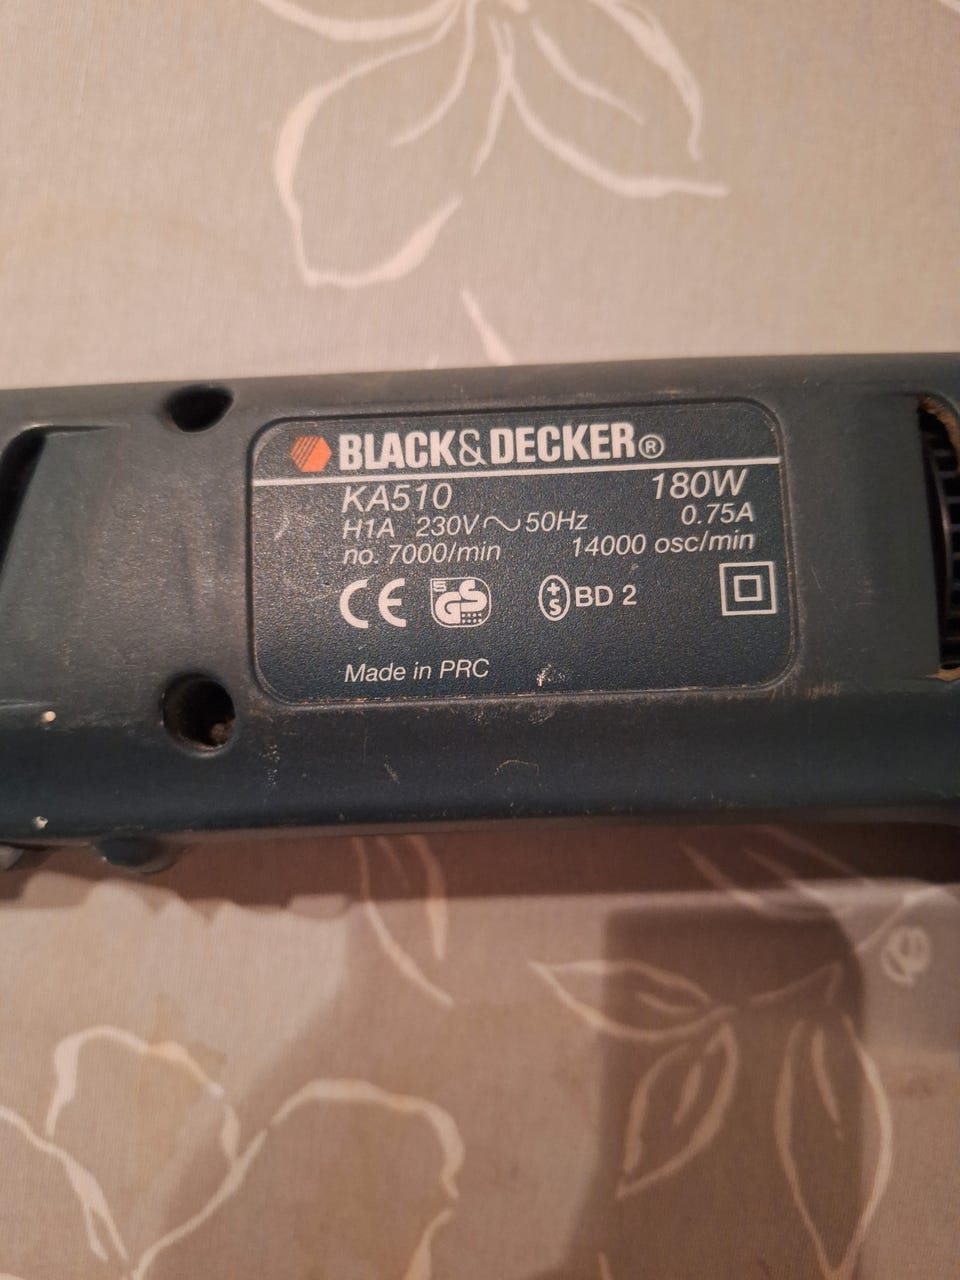 BLACK&DECKER®
KA510 180W
H1A 230V～50Hz 0.75A
no. 7000/min 14000 osc/min
CE GS +S BD 2
Made in PRC